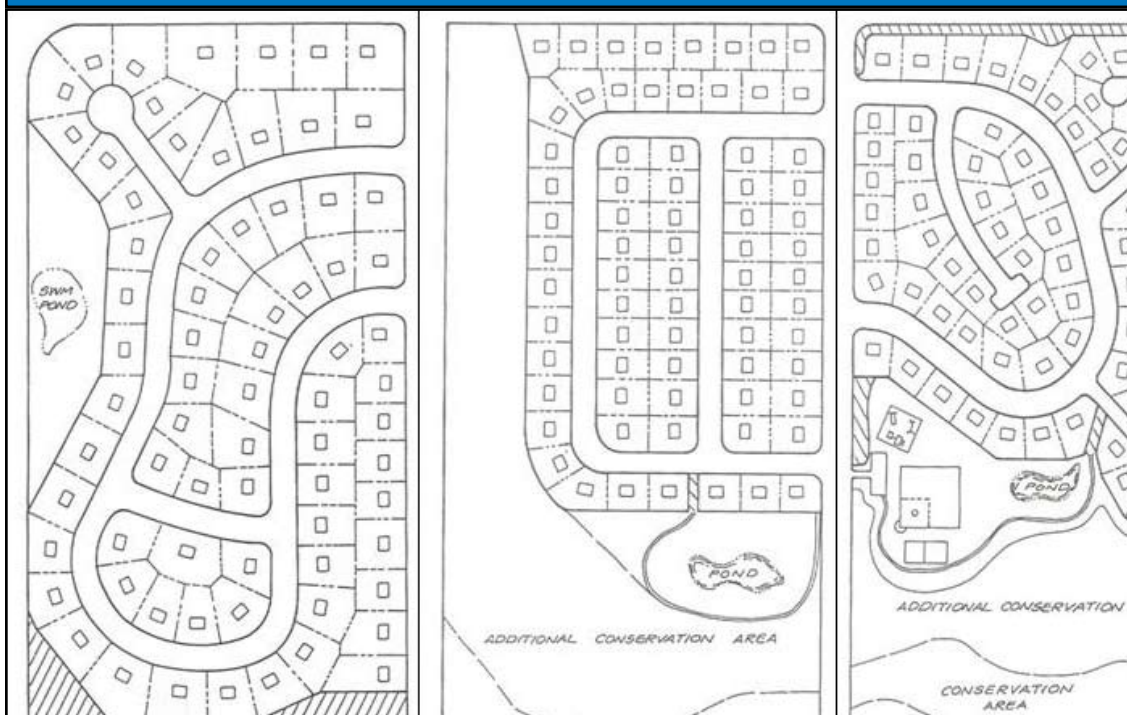 SWM
POND
POND
ADDITIONAL CONSERVATION AREA
POND
ADDITIONAL CONSERVATION
CONSERVATION
AREA